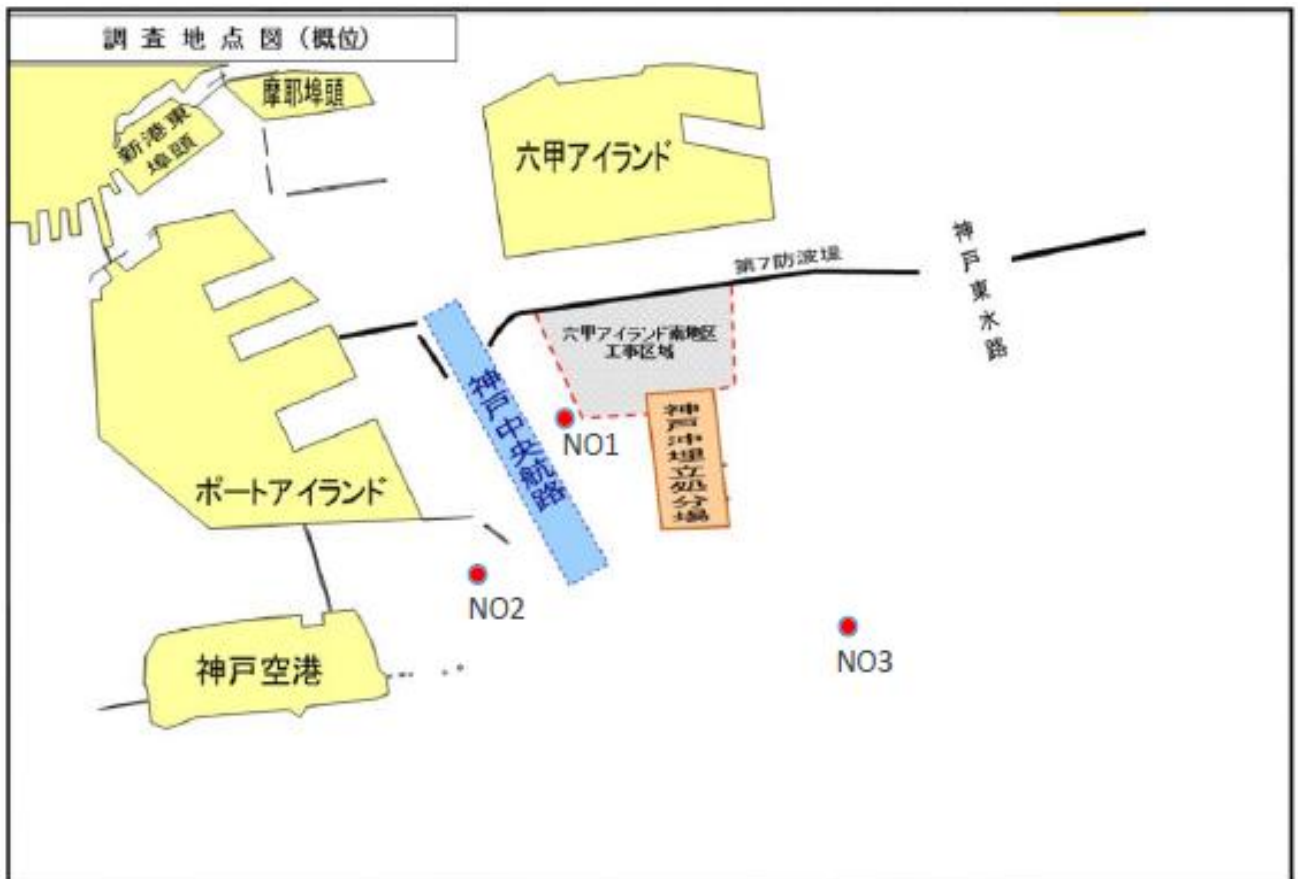 調査地点図(概位)
摩耶埠頭
新港東
埠頭
六甲アイランド
第7防波堤
神戸東水路
六甲アイランド南地区
工事区域
神戸中央航路
NO1
神戸沖埋立処分場
ポートアイランド
NO2
NO3
神戸空港